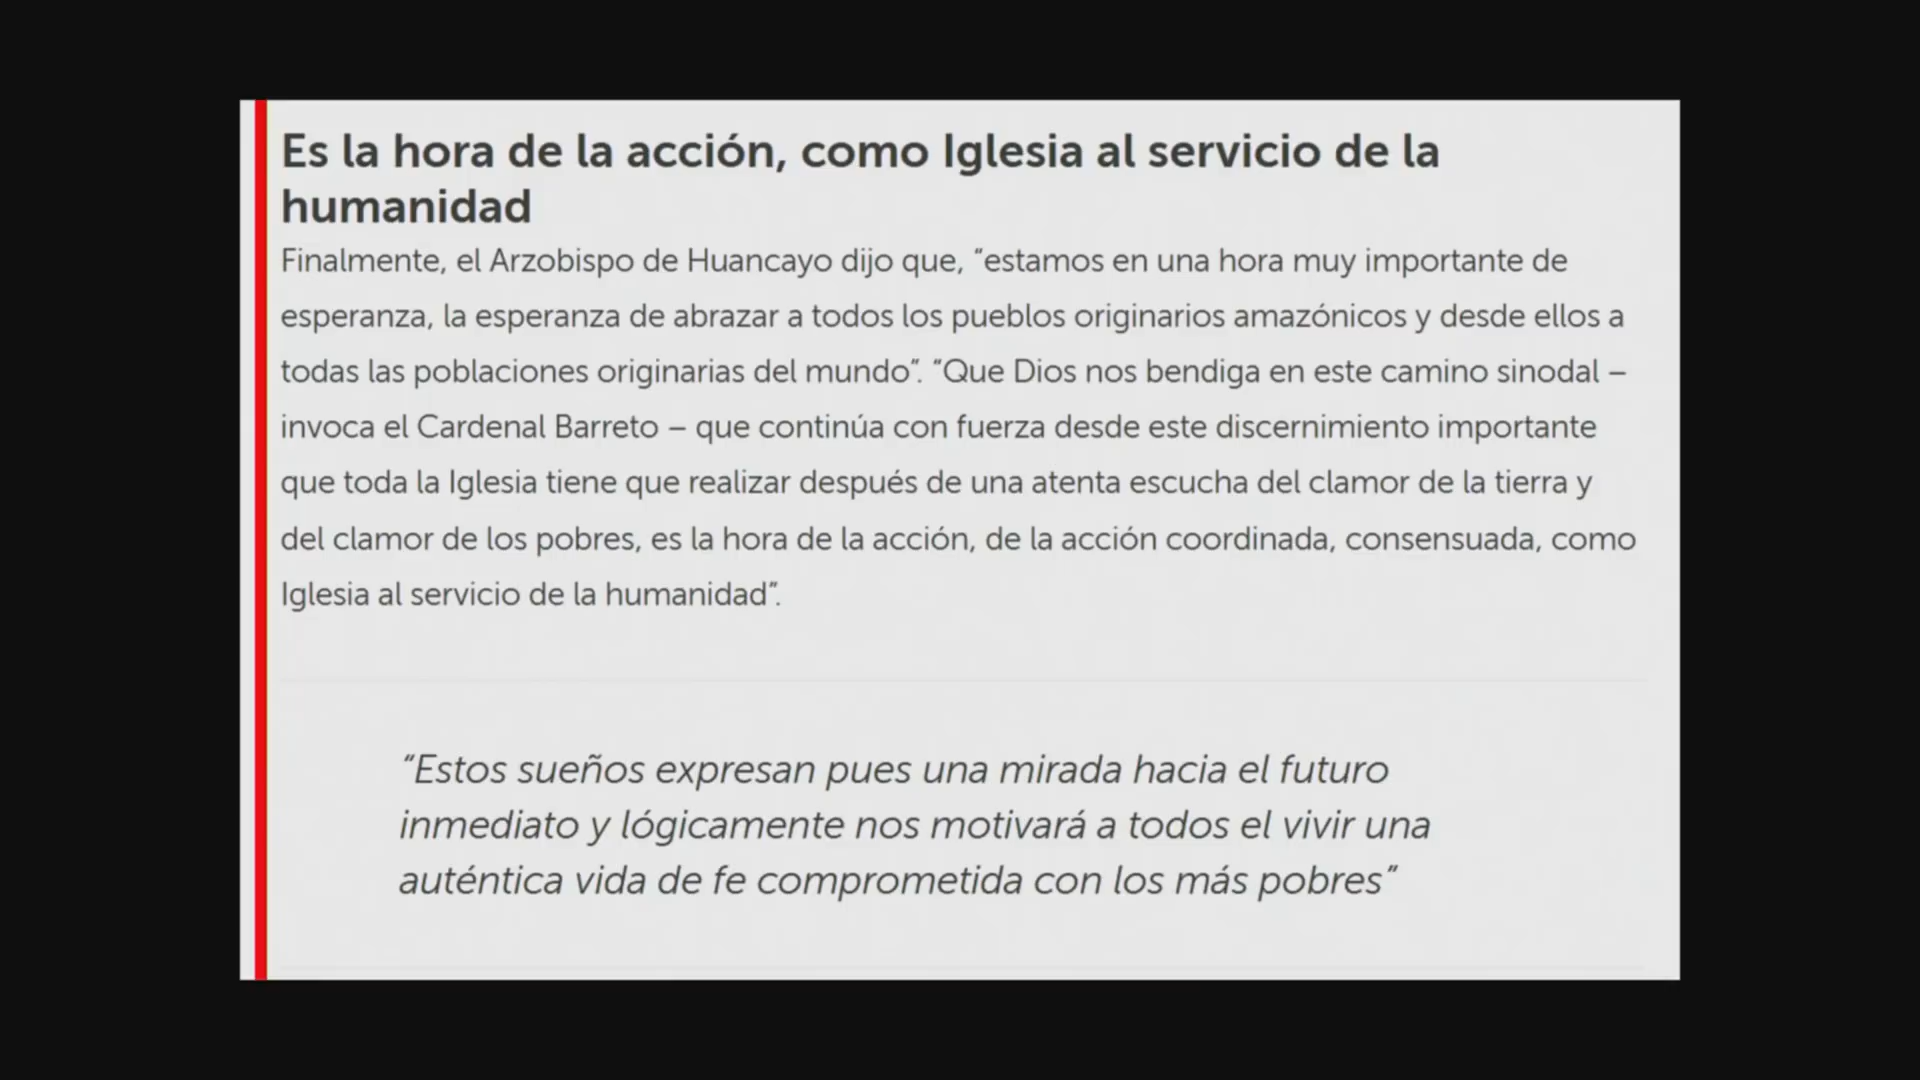 Es la hora de la acción, como Iglesia al servicio de la
humanidad
Finalmente, el Arzobispo de Huancayo dijo que, “estamos en una hora muy importante de
esperanza, la esperanza de abrazar a todos los pueblos originarios amazónicos y desde ellos a
todas las poblaciones originarias del mundo”. “Que Dios nos bendiga en este camino sinodal –
invoca el Cardenal Barreto – que continúa con fuerza desde este discernimiento importante
que toda la Iglesia tiene que realizar después de una atenta escucha del clamor de la tierra y
del clamor de los pobres, es la hora de la acción, de la acción coordinada, consensuada, como
Iglesia al servicio de la humanidad”.
“Estos sueños expresan pues una mirada hacia el futuro
inmediato y lógicamente nos motivará a todos el vivir una
auténtica vida de fe comprometida con los más pobres”